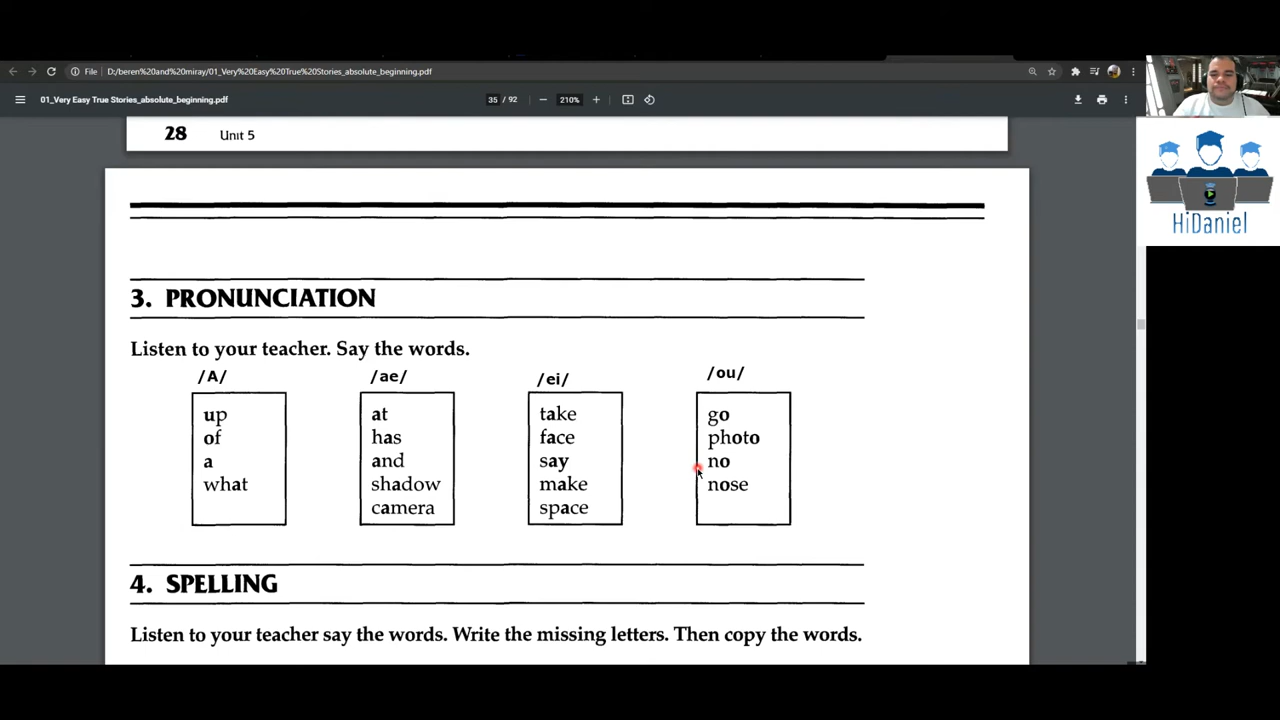 File D:/beren%20and%20miray/01_Very%20Easy%20True%20Stories_absolute_beginning.pdf
01_Very Easy True Stories_absolute_beginning.pdf
35 / 92
210%
28 Unit 5
HiDaniel
3. PRONUNCIATION
Listen to your teacher. Say the words.
/A/ /ae/ /ei/ /ou/
up at take go
of has face photo
a and say no
what shadow make nose
camera space
4. SPELLING
Listen to your teacher say the words. Write the missing letters. Then copy the words.